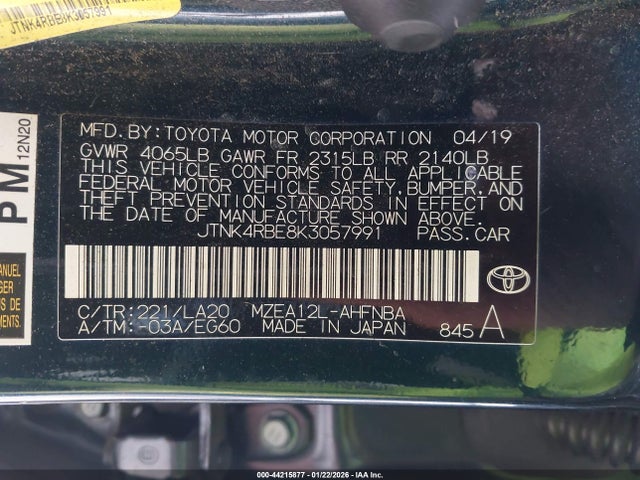 JTNK4RBE8K3057991
12N20
PM
MANUEL
MFD.BY:TOYOTA MOTOR CORPORATION 04/19
GVWR 4065LB GAWR FR 2315LB RR 2140LB
THIS VEHICLE CONFORMS TO ALL APPLICABLE
FEDERAL MOTOR VEHICLE SAFETY,BUMPER,AND
THEFT PREVENTION STANDARDS IN EFFECT ON
THE DATE OF MANUFACTURE SHOWN ABOVE.
JTNK4RBE8K3057991 PASS.CAR
C/TR:221/LA20 MZEA12L-AHFNBA
A/TM:-03A/EG60 MADE IN JAPAN 845 A
000-44215877 - 01/22/2026 - IAA Inc.